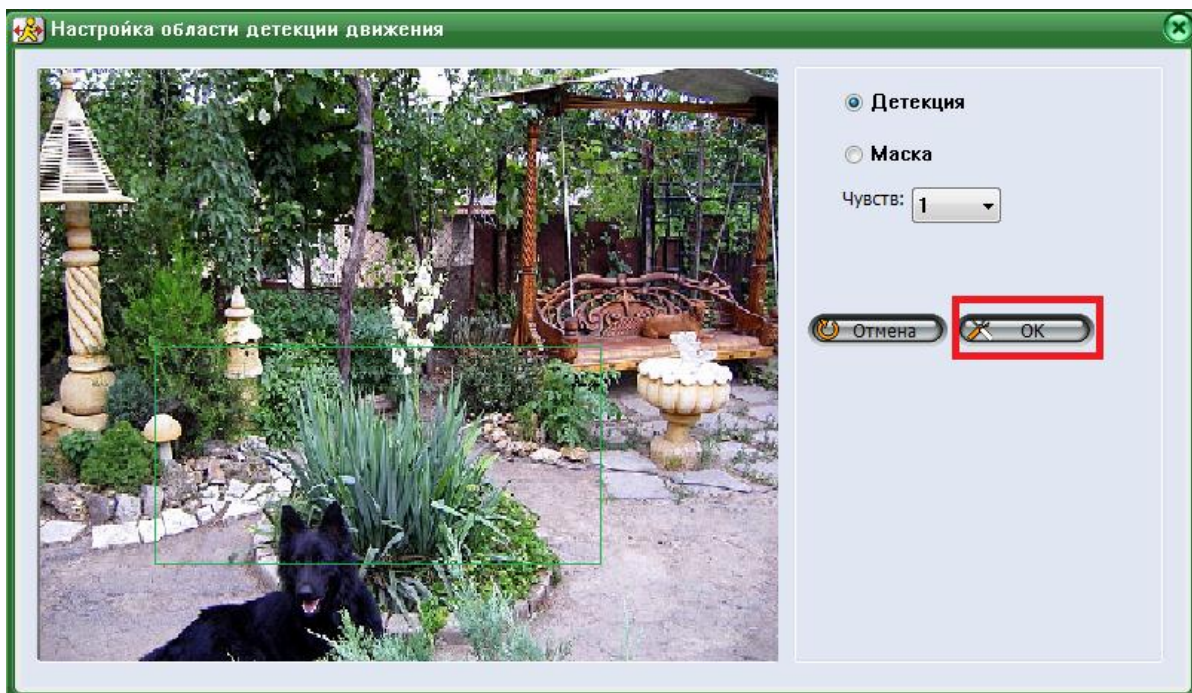 Настройка области детекции движения
Детекция
Маска
Чувств: 1
Отмена
OK